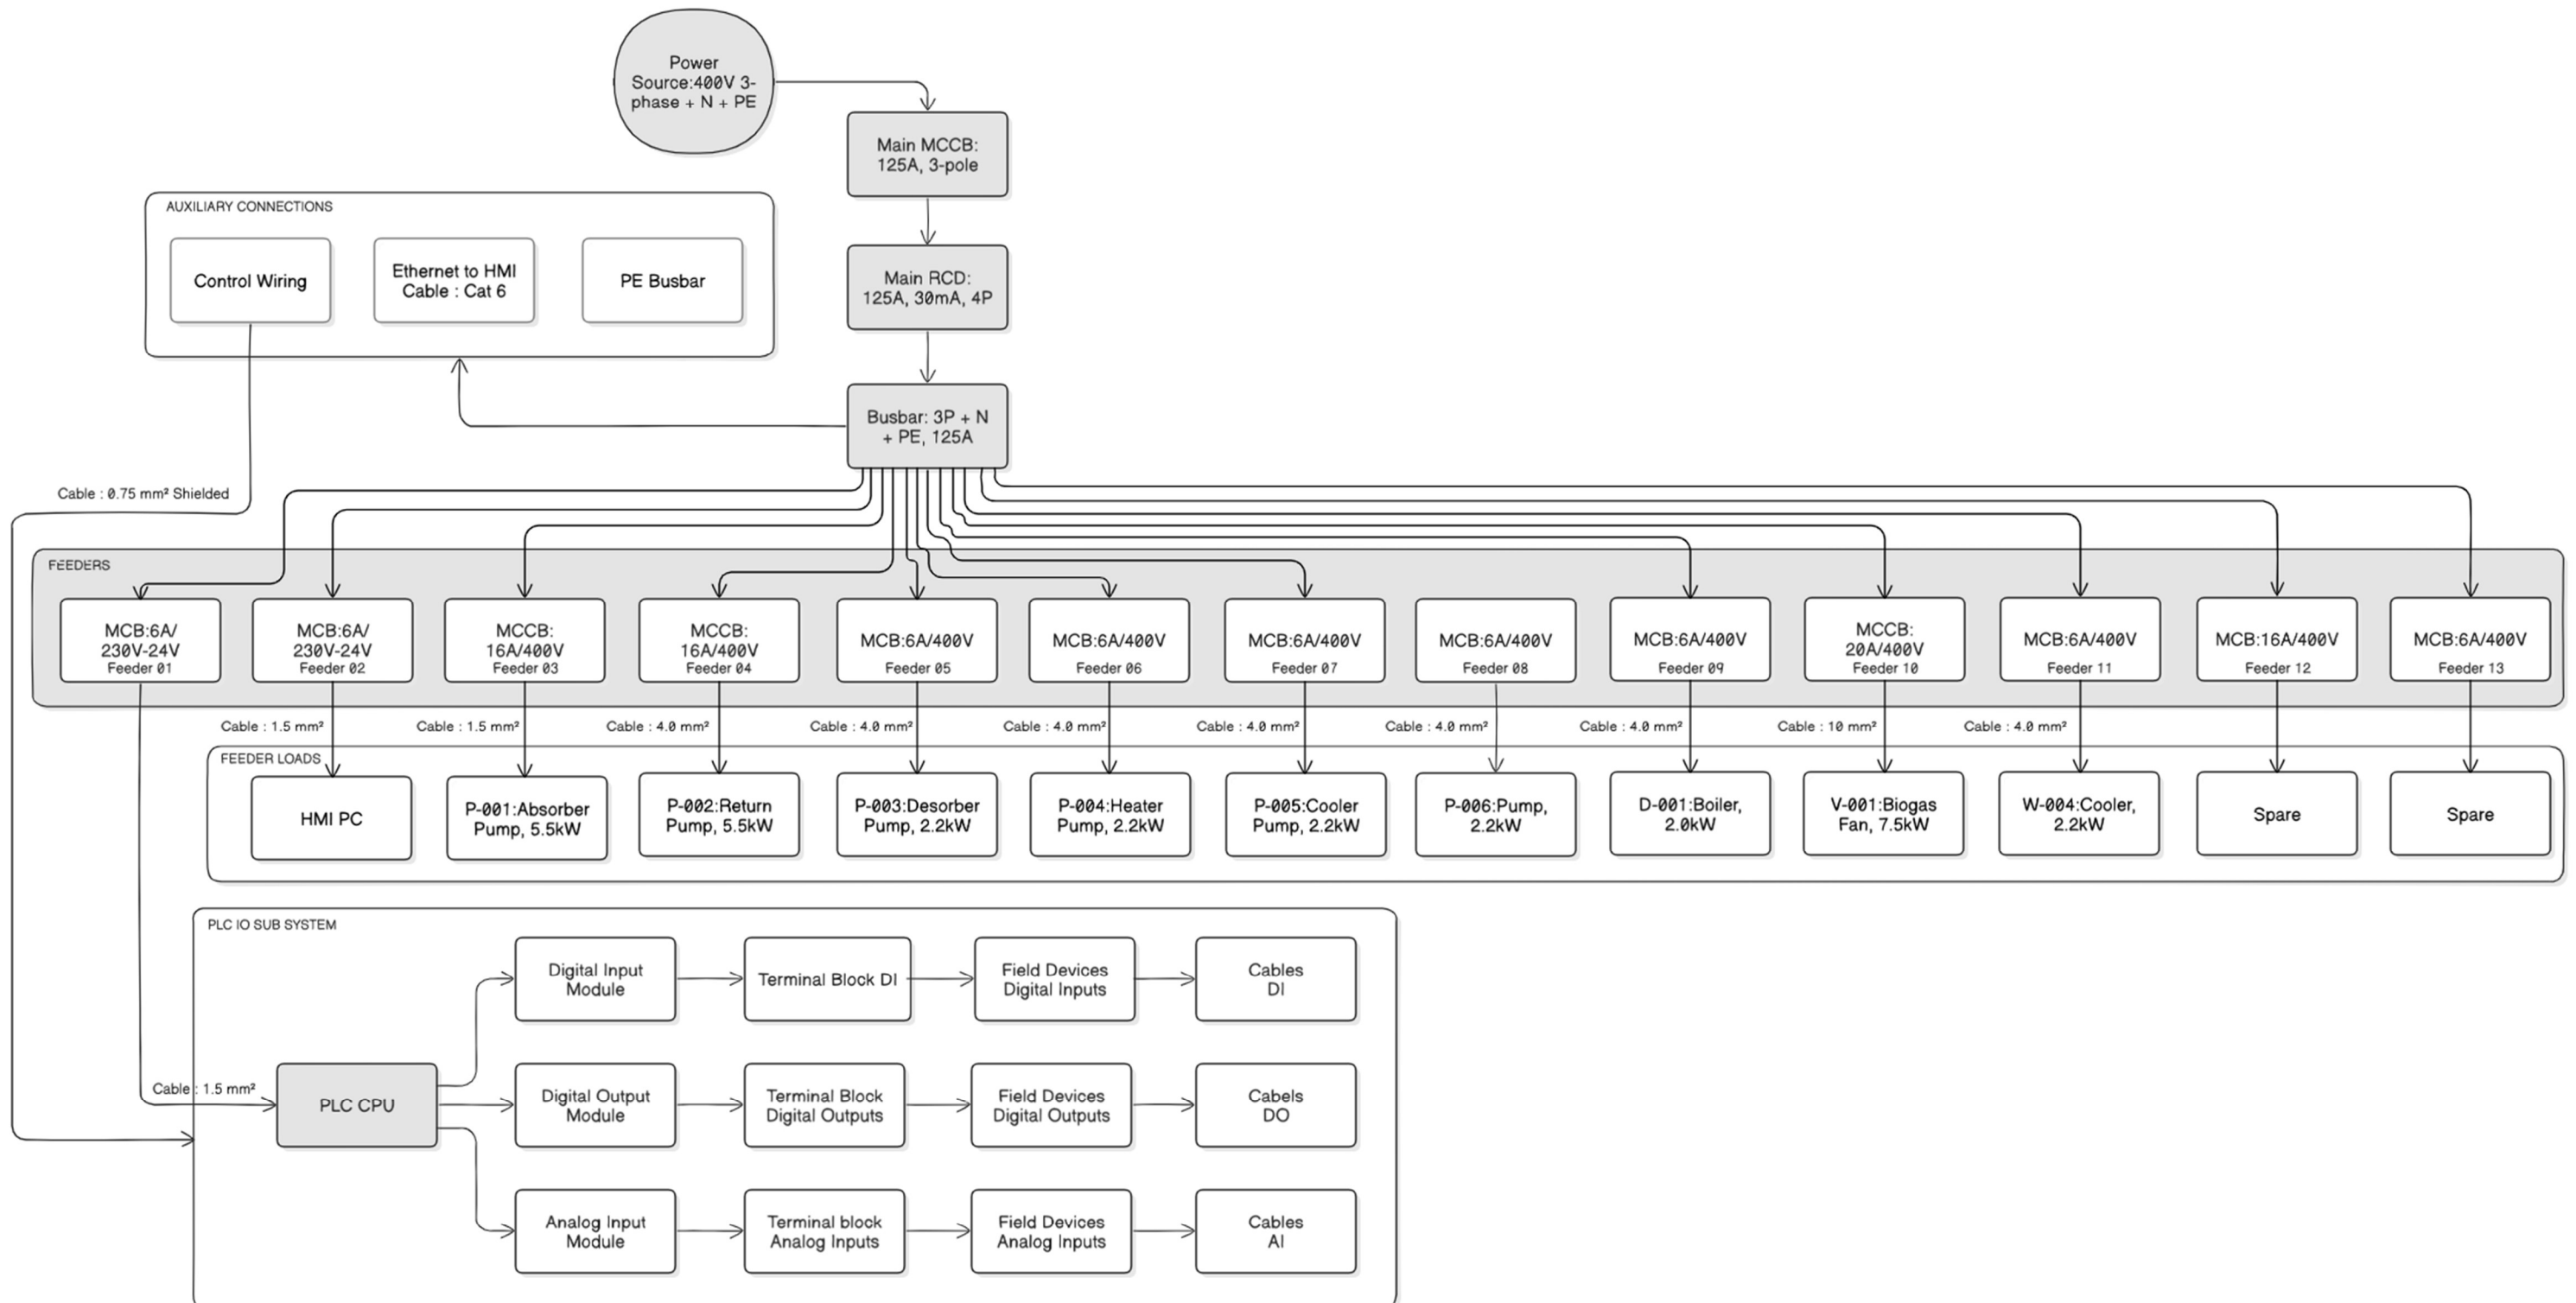 Power
Source:400V 3-
phase + N + PE
Main MCCB:
125A, 3-pole
AUXILIARY CONNECTIONS
Control Wiring
Ethernet to HMI
Cable : Cat 6
PE Busbar
Main RCD:
125A, 30mA, 4P
Busbar: 3P + N
+ PE, 125A
Cable : 0.75 mm² Shielded
FEEDERS
MCB:6A/
230V-24V
Feeder 01
MCB:6A/
230V-24V
Feeder 02
MCCB:
16A/400V
Feeder 03
MCCB:
16A/400V
Feeder 04
MCB:6A/400V
Feeder 05
MCB:6A/400V
Feeder 06
MCB:6A/400V
Feeder 07
MCB:6A/400V
Feeder 08
MCB:6A/400V
Feeder 09
MCCB:
20A/400V
Feeder 10
MCB:6A/400V
Feeder 11
MCB:16A/400V
Feeder 12
MCB:6A/400V
Feeder 13
Cable : 1.5 mm²
Cable : 1.5 mm²
Cable : 4.0 mm²
Cable : 4.0 mm²
Cable : 4.0 mm²
Cable : 4.0 mm²
Cable : 4.0 mm²
Cable : 4.0 mm²
Cable : 10 mm²
Cable : 4.0 mm²
FEEDER LOADS
HMI PC
P-001:Absorber
Pump, 5.5kW
P-002:Return
Pump, 5.5kW
P-003:Desorber
Pump, 2.2kW
P-004:Heater
Pump, 2.2kW
P-005:Cooler
Pump, 2.2kW
P-006:Pump,
2.2kW
D-001:Boiler,
2.0kW
V-001:Biogas
Fan, 7.5kW
W-004:Cooler,
2.2kW
Spare
Spare
PLC IO SUB SYSTEM
Digital Input
Module
Terminal Block DI
Field Devices
Digital Inputs
Cables
DI
Cable : 1.5 mm²
PLC CPU
Digital Output
Module
Terminal Block
Digital Outputs
Field Devices
Digital Outputs
Cabels
DO
Analog Input
Module
Terminal block
Analog Inputs
Field Devices
Analog Inputs
Cables
AI